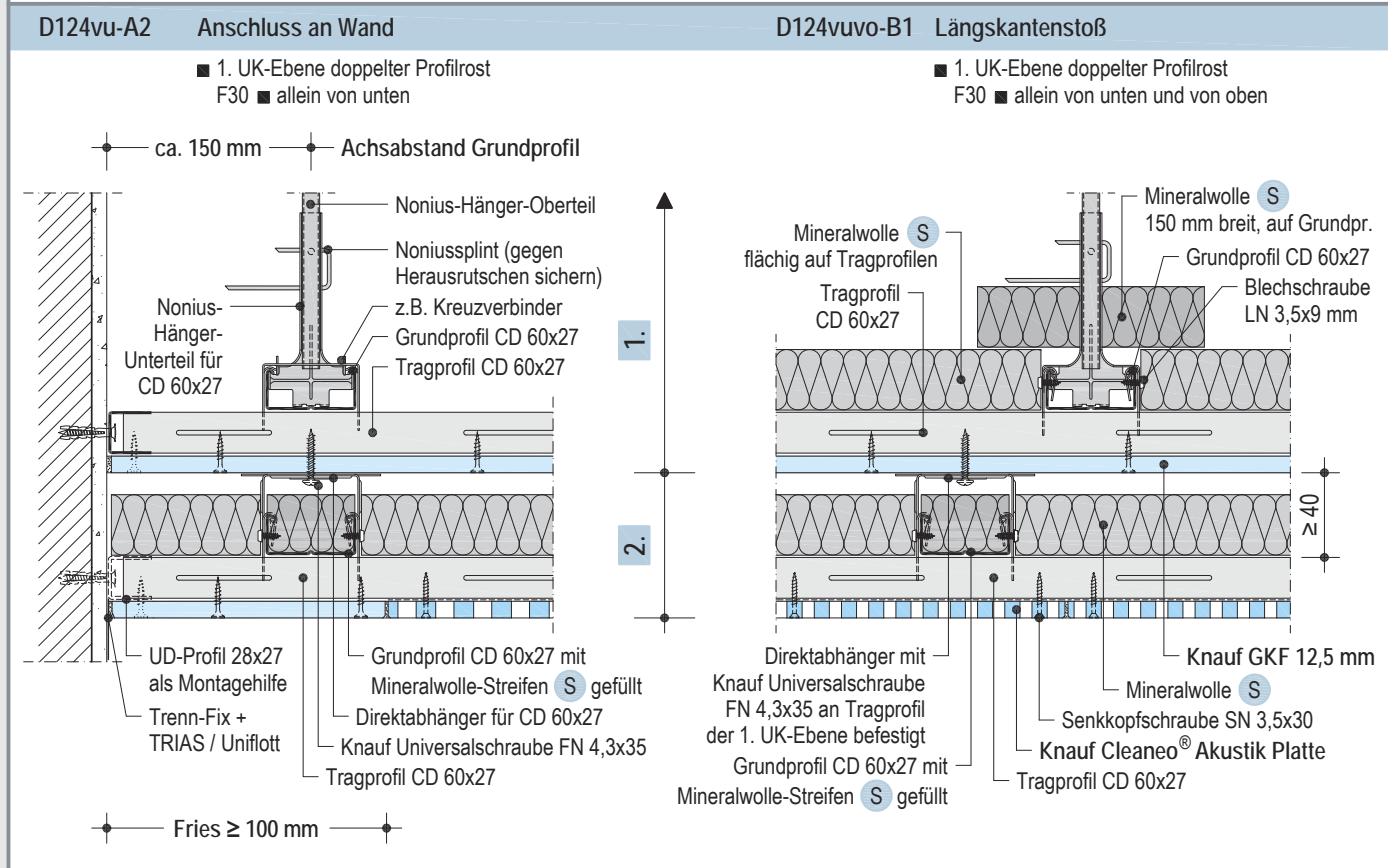 D124vu-A2 Anschluss an Wand
■ 1. UK-Ebene doppelter Profilrost
F30 ■ allein von unten
ca. 150 mm
Achsabstand Grundprofil
Nonius-Hänger-Oberteil
Noniussplint (gegen
Herausrutschen sichern)
z.B. Kreuzverbinder
Grundprofil CD 60x27
Tragprofil CD 60x27
Nonius-
Hänger-
Unterteil für
CD 60x27
1.
2.
UD-Profil 28x27
als Montagehilfe
Trenn-Fix +
TRIAS / Uniflott
Grundprofil CD 60x27 mit
Mineralwolle-Streifen S gefüllt
Direktabhänger für CD 60x27
Knauf Universalschraube FN 4,3x35
Tragprofil CD 60x27
Fries ≥ 100 mm
D124vuvo-B1 Längskantenstoß
■ 1. UK-Ebene doppelter Profilrost
F30 ■ allein von unten und von oben
Mineralwolle S
flächig auf Tragprofilen
Tragprofil
CD 60x27
Mineralwolle S
150 mm breit, auf Grundpr.
Grundprofil CD 60x27
Blechschraube
LN 3,5x9 mm
≥ 40
Direktabhänger mit
Knauf Universalschraube
FN 4,3x35 an Tragprofil
der 1. UK-Ebene befestigt
Grundprofil CD 60x27 mit
Mineralwolle-Streifen S gefüllt
Knauf GKF 12,5 mm
Mineralwolle S
Senkkopfschraube SN 3,5x30
Knauf Cleaneo® Akustik Platte
Tragprofil CD 60x27